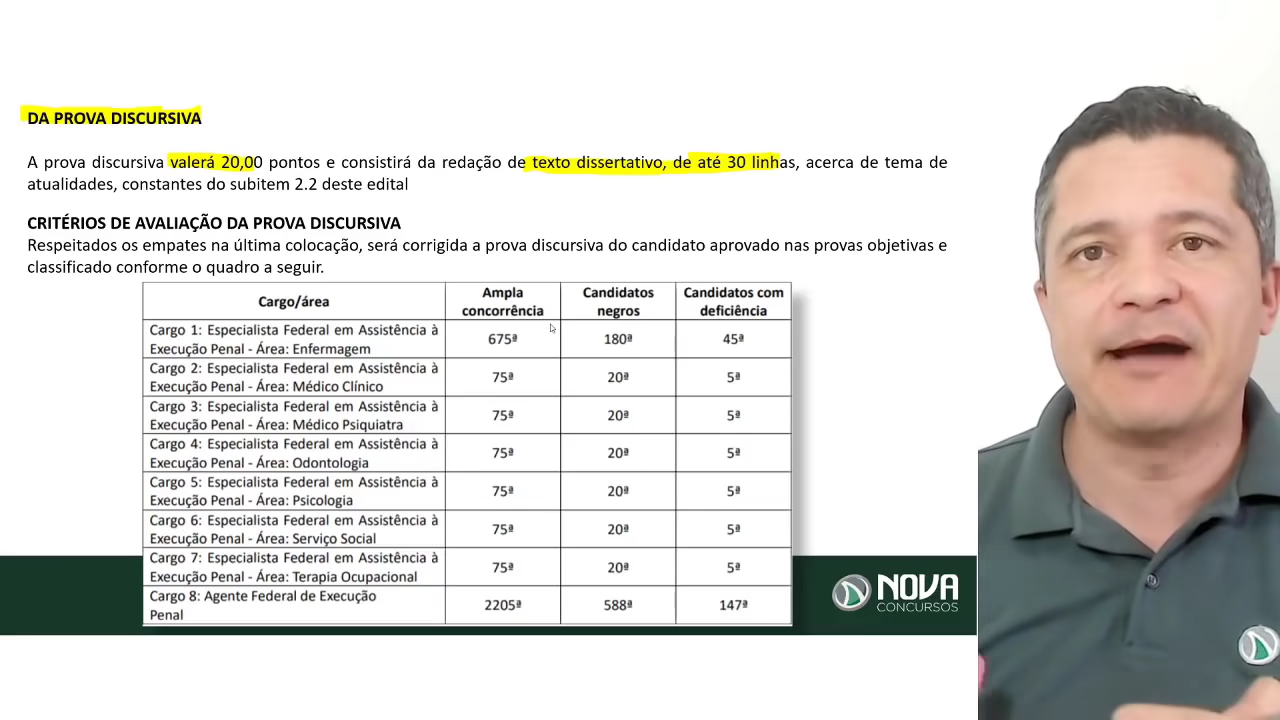 DA PROVA DISCURSIVA
A prova discursiva valerá 20,00 pontos e consistirá da redação de texto dissertativo, de até 30 linhas, acerca de tema de
atualidades, constantes do subitem 2.2 deste edital
CRITÉRIOS DE AVALIAÇÃO DA PROVA DISCURSIVA
Respeitados os empates na última colocação, será corrigida a prova discursiva do candidato aprovado nas provas objetivas e
classificado conforme o quadro a seguir.
Cargo/área Ampla concorrência Candidatos negros Candidatos com deficiência
Cargo 1: Especialista Federal em Assistência à
Execução Penal - Área: Enfermagem 675ª 180ª 45ª
Cargo 2: Especialista Federal em Assistência à
Execução Penal - Área: Médico Clínico 75ª 20ª 5ª
Cargo 3: Especialista Federal em Assistência à
Execução Penal - Área: Médico Psiquiatra 75ª 20ª 5ª
Cargo 4: Especialista Federal em Assistência à
Execução Penal - Área: Odontologia 75ª 20ª 5ª
Cargo 5: Especialista Federal em Assistência à
Execução Penal - Área: Psicologia 75ª 20ª 5ª
Cargo 6: Especialista Federal em Assistência à
Execução Penal - Área: Serviço Social 75ª 20ª 5ª
Cargo 7: Especialista Federal em Assistência à
Execução Penal - Área: Terapia Ocupacional 75ª 20ª 5ª
Cargo 8: Agente Federal de Execução
Penal 2205ª 588ª 147ª
NOVA
CONCURSOS